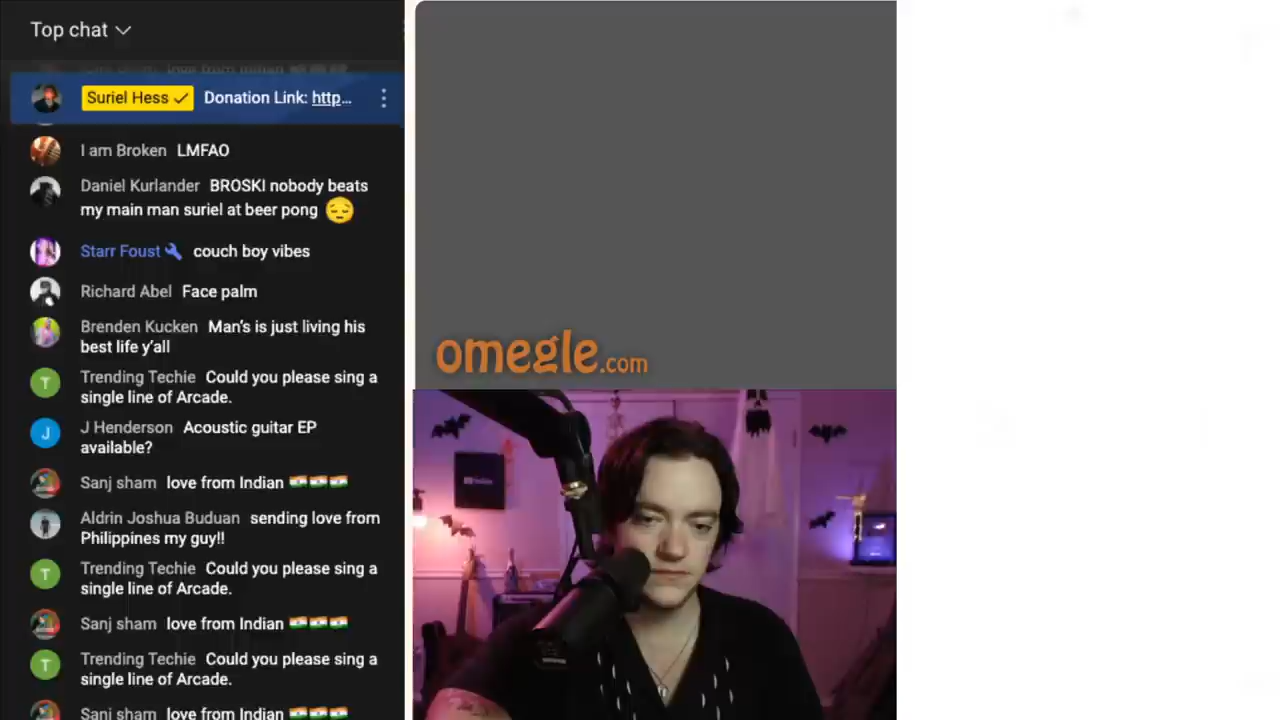 Top chat
Suriel Hess Donation Link: http...
I am Broken LMFAO
Daniel Kurlander BROSKI nobody beats
my main man suriel at beer pong 😔
Starr Foust couch boy vibes
Richard Abel Face palm
Brenden Kucken Man's is just living his
best life y'all
Trending Techie Could you please sing a
single line of Arcade.
J Henderson Acoustic guitar EP
available?
Sanj sham love from Indian 🇮🇳🇮🇳🇮🇳
Aldrin Joshua Buduan sending love from
Philippines my guy!!
Trending Techie Could you please sing a
single line of Arcade.
Sanj sham love from Indian 🇮🇳🇮🇳🇮🇳
Trending Techie Could you please sing a
single line of Arcade.
Sanj sham love from Indian 🇮🇳🇮🇳🇮🇳
omegle.com